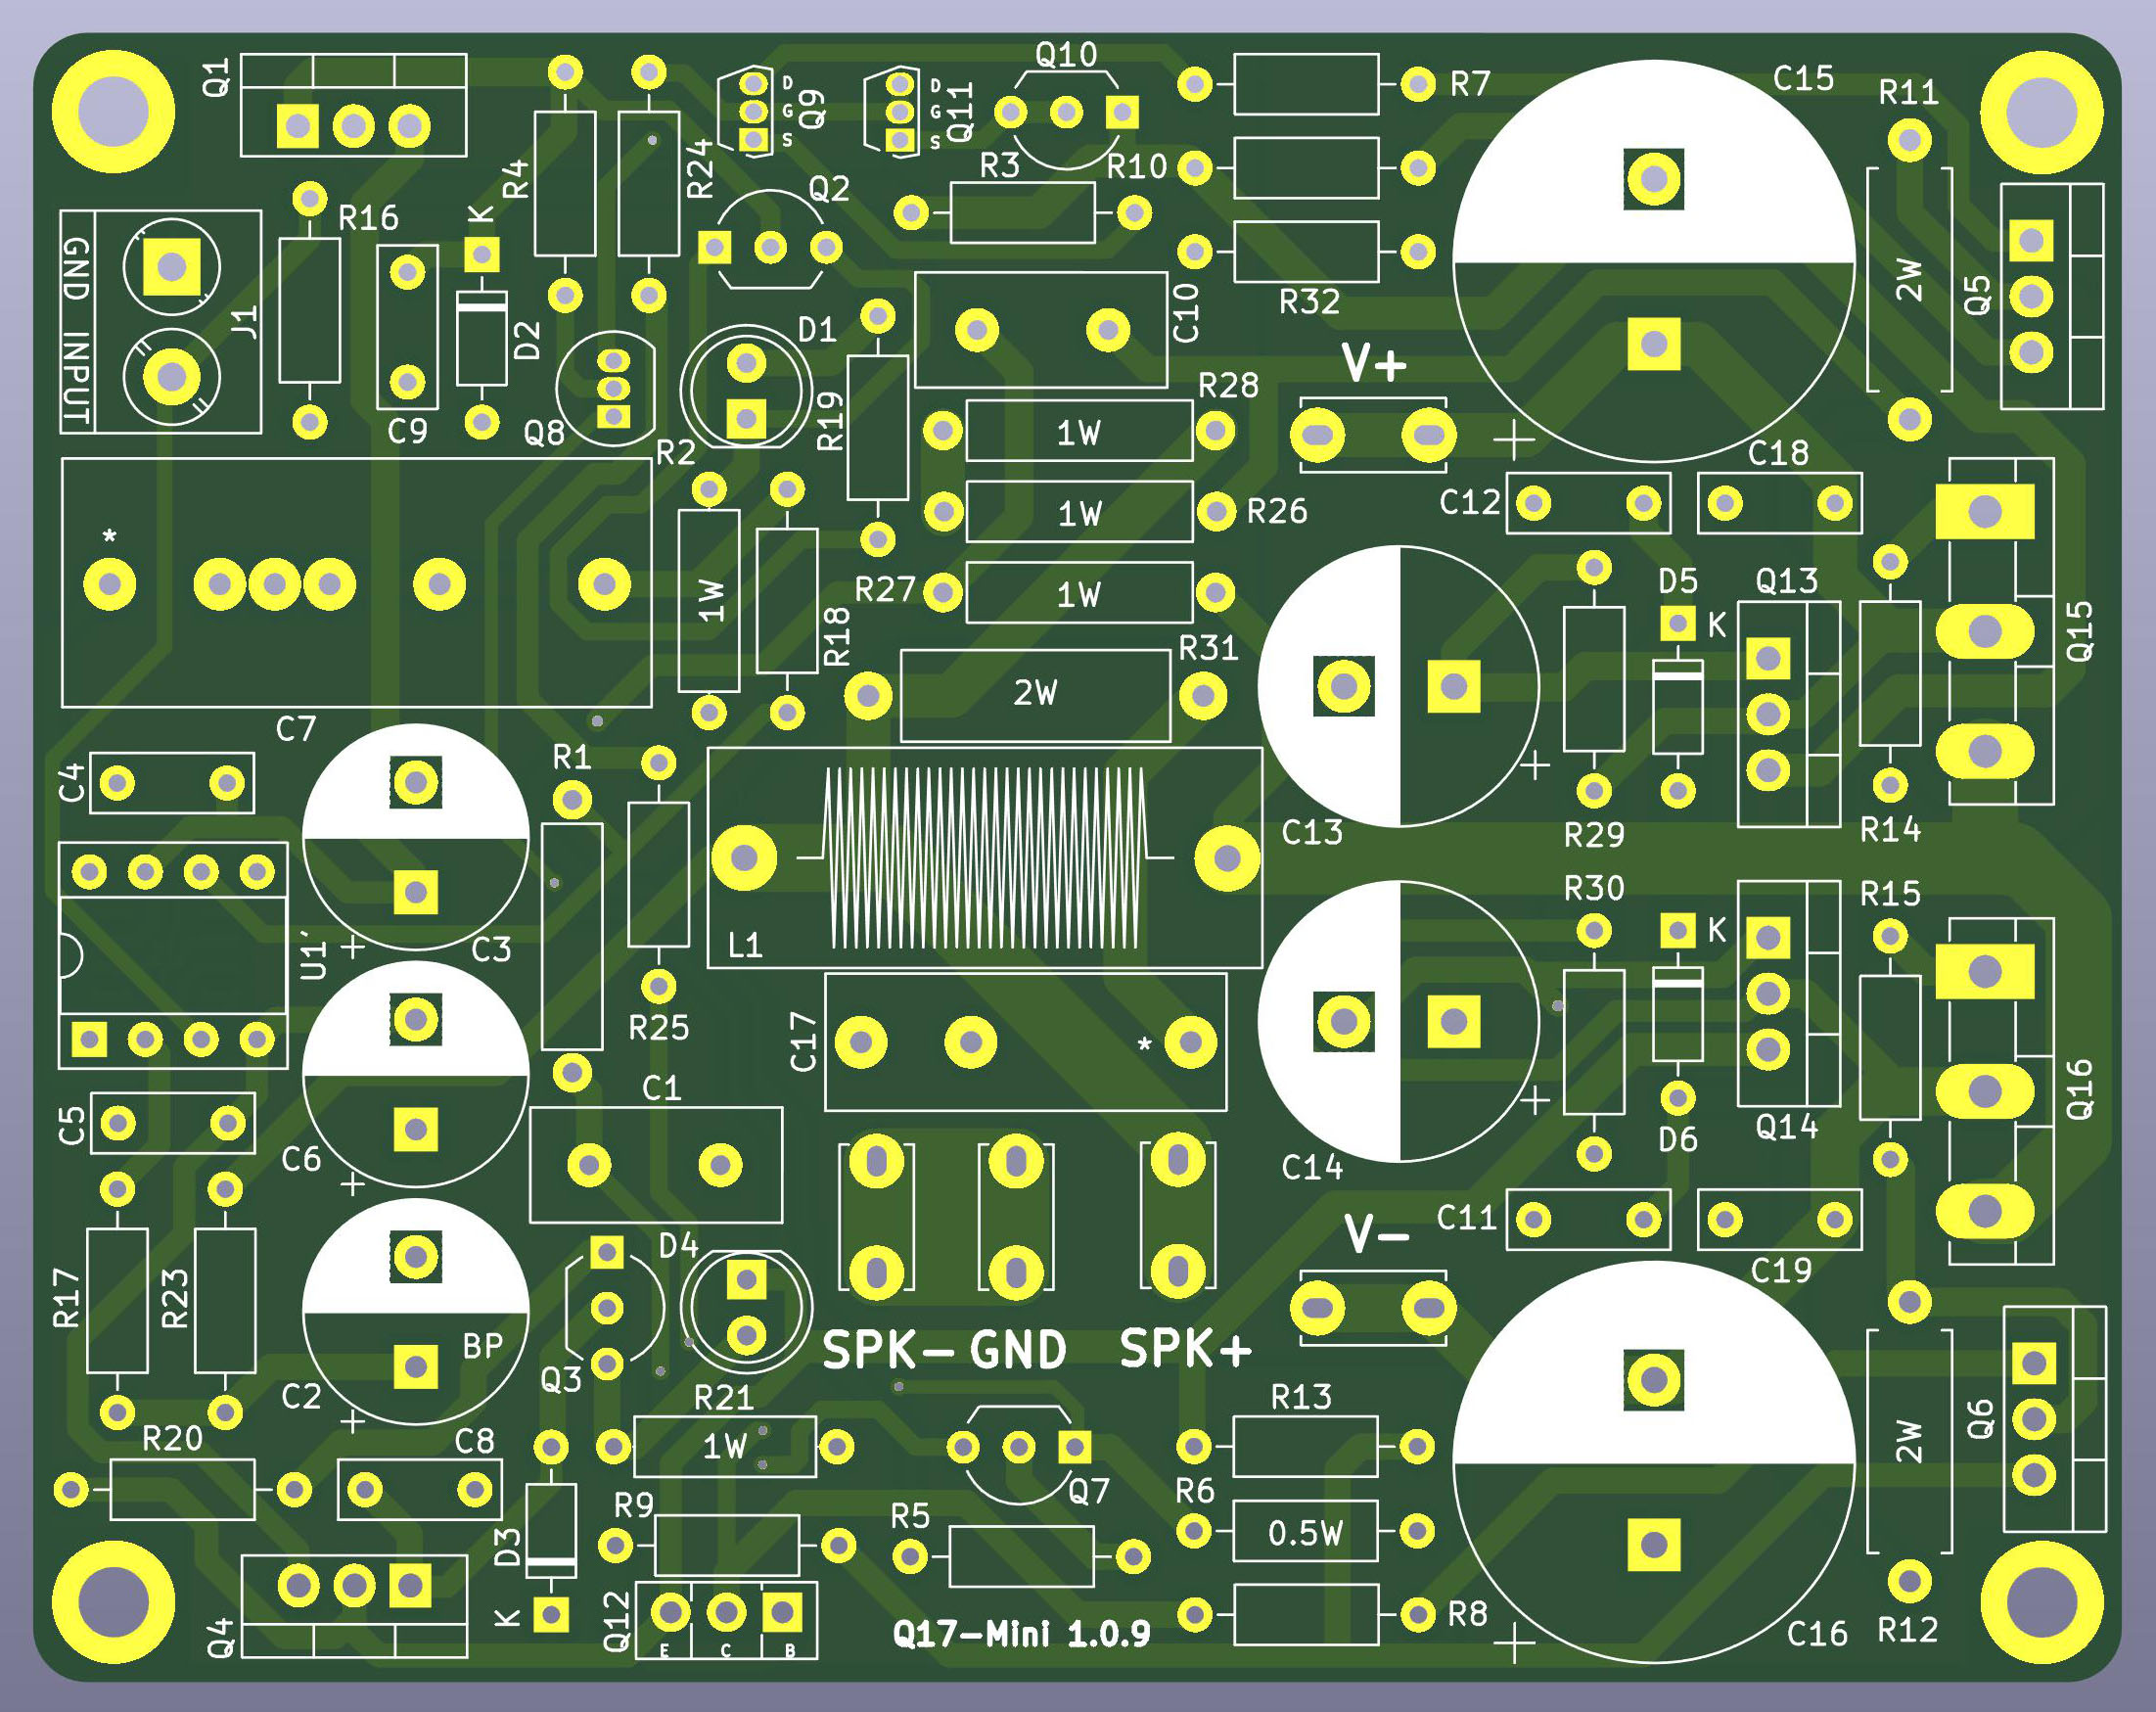 Q1
R4
R24
D
G
S
Q9
D
G
S
Q11
Q10
R7
C15
R11
R3
R10
Q2
R16
K
GND INPUT
J1
D2
C9
Q8
D1
R19
C10
R32
V+
2W
Q5
R28
1W
R2
C18
C12
1W
R26
*
1W
R18
R27
1W
D5
K
Q13
Q15
R31
2W
C7
C4
R1
C13
R29
R14
L1
C3
U1'
R30
K
R15
R25
C17
*
C1
C5
C6
C14
D6
Q14
Q16
C11
C19
V-
D4
R17
R23
BP
C2
Q3
SPK- GND
SPK+
R21
1W
R13
2W
Q6
R20
C8
Q7
R6
0.5W
R9
R5
D3
K
Q4
Q12
E C B
Q17-Mini 1.0.9
R8
C16
R12